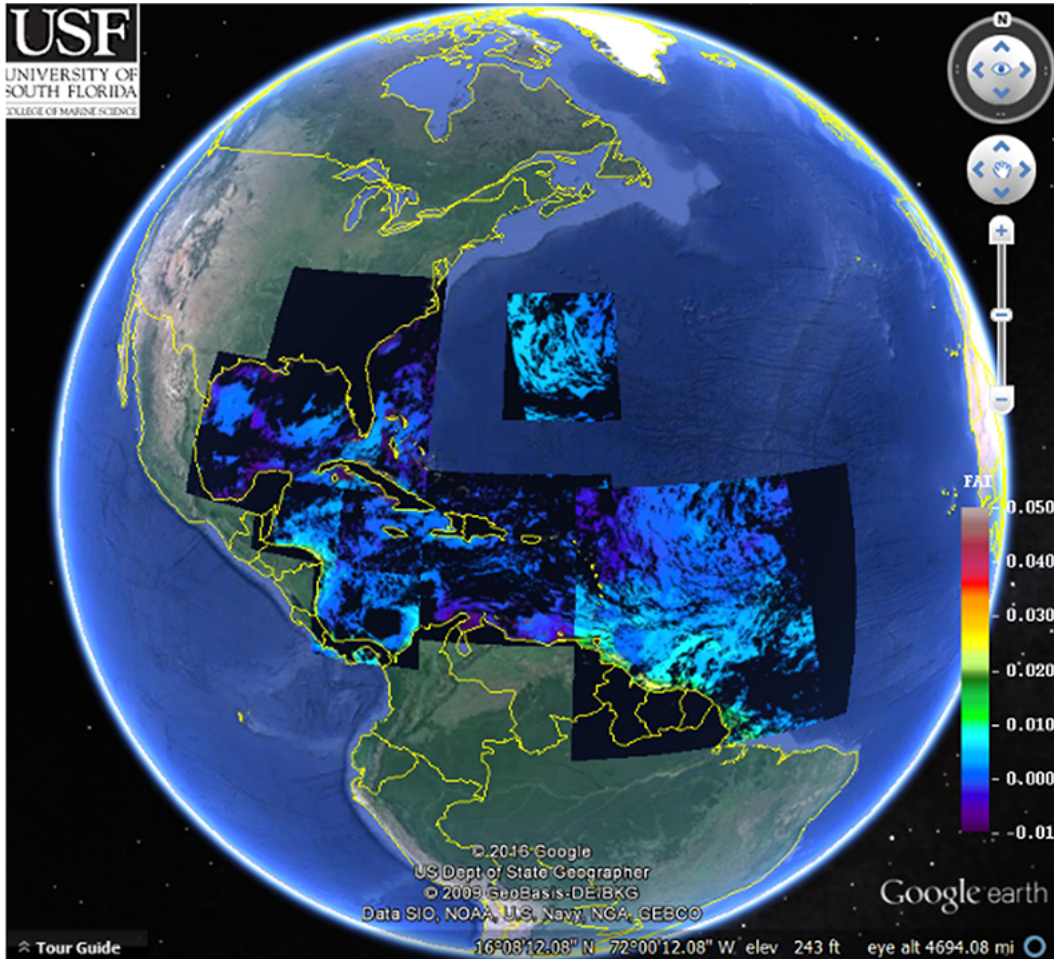 USF
UNIVERSITY OF
SOUTH FLORIDA
COLLEGE OF MARINE SCIENCE
N
FAI
0.050
0.040
0.030
0.020
0.010
0.000
-0.01
© 2016 Google
US Dept of State Geographer
© 2009 GeoBasis-DE/BKG
Data SIO, NOAA, U.S. Navy, NGA, GEBCO
Google earth
Tour Guide
16°08'12.08" N 72°00'12.08" W elev 243 ft eye alt 4694.08 mi